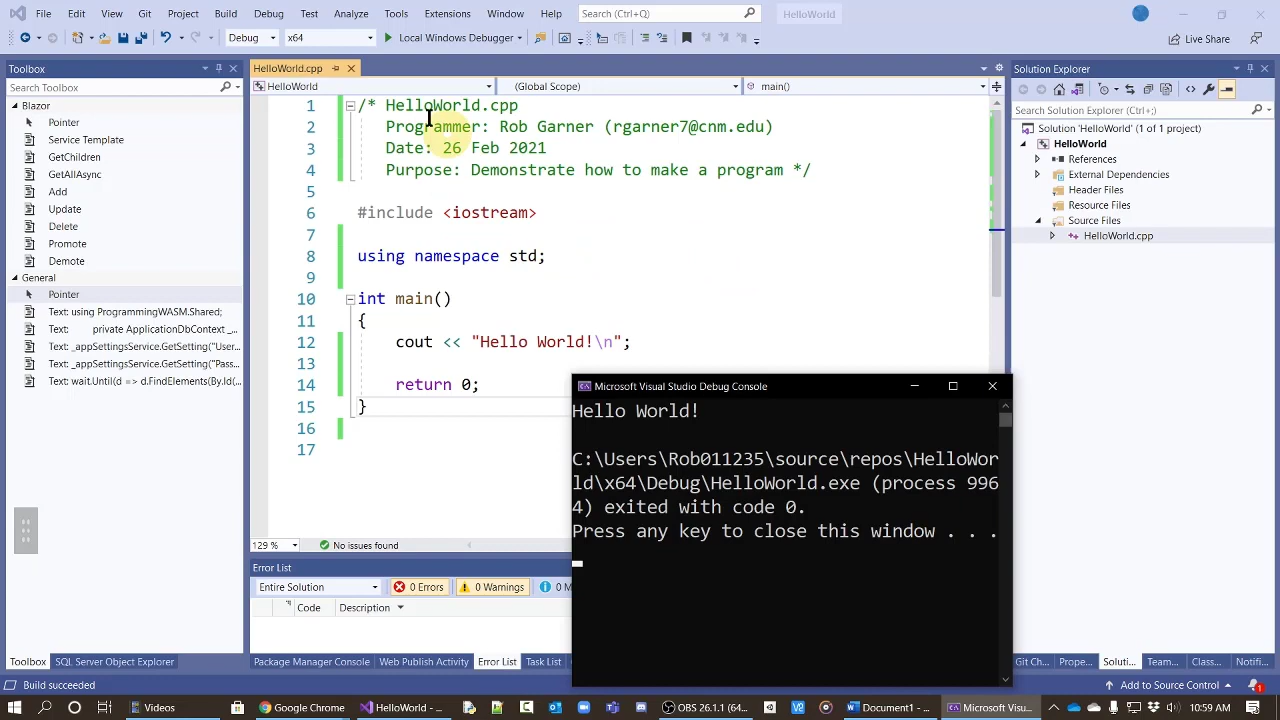 File Edit View Git Project Build Debug Test Analyze Tools Extensions Window Help Search (Ctrl+Q) HelloWorld
Debug x64 Local Windows Debugger Live Share
Toolbox
Search Toolbox
Blazor
Pointer
Service Template
GetChildren
GetAllAsync
Add
Update
Delete
Promote
Demote
General
Pointer
Text: using ProgrammingWASM.Shared;
Text: private ApplicationDbContext _...
Text: _appSettingsService.GetSetting("User...
Text: _appSettingsService.GetSetting("Pass...
Text: wait.Until(d => d.FindElements(By.Id(...
HelloWorld.cpp
HelloWorld (Global Scope) main()
1 /* HelloWorld.cpp
2 Programmer: Rob Garner (rgarner7@cnm.edu)
3 Date: 26 Feb 2021
4 Purpose: Demonstrate how to make a program */
5
6 #include <iostream>
7
8 using namespace std;
9
10 int main()
11 {
12 cout << "Hello World!\n";
13
14 return 0;
15 }
16
17
129 % No issues found
Error List
Entire Solution 0 Errors 0 Warnings 0 M
Code Description
Microsoft Visual Studio Debug Console
Hello World!
C:\Users\Rob011235\source\repos\HelloWor
ld\x64\Debug\HelloWorld.exe (process 996
4) exited with code 0.
Press any key to close this window . . .
Solution Explorer
Search Solution Explorer (Ctrl+;)
Solution 'HelloWorld' (1 of 1 project)
HelloWorld
References
External Dependencies
Header Files
Resource Files
Source Files
HelloWorld.cpp
Toolbox SQL Server Object Explorer Package Manager Console Web Publish Activity Error List Task List Git Ch... Prope... Soluti... Team... Class... Notifi...
Build succeeded Add to Source Control 1
Videos Google Chrome HelloWorld - ... OBS 26.1.1 (64... Document1 - ... Microsoft Visu... 10:59 AM